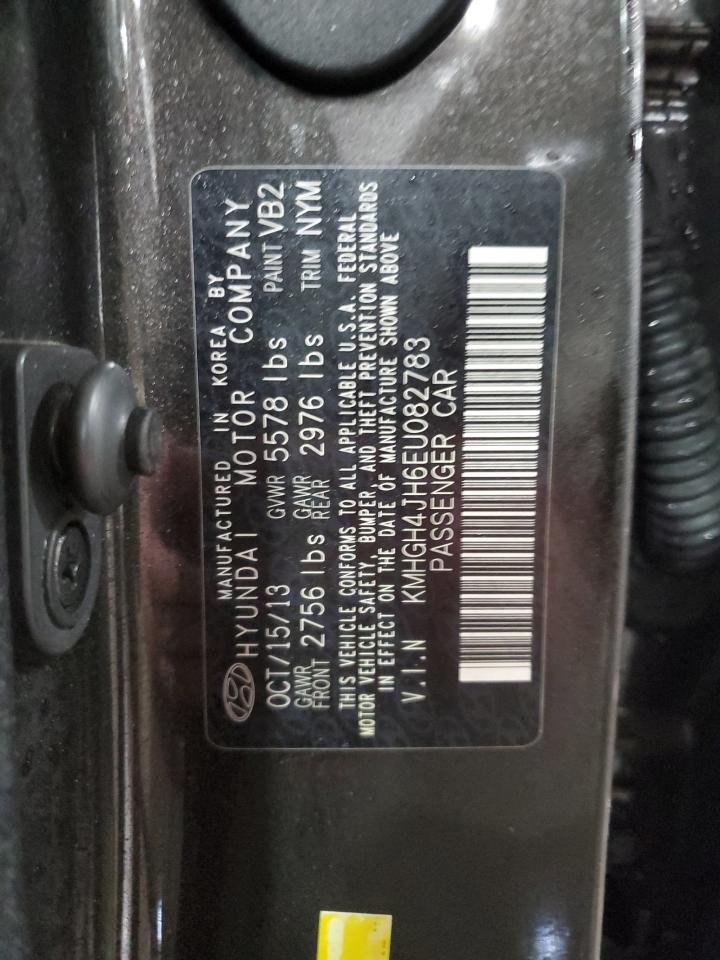 MANUFACTURED IN KOREA BY
HYUNDAI MOTOR COMPANY
OCT/15/13 GVWR 5578 lbs PAINT VB2
GAWR FRONT 2756 lbs GAWR REAR 2976 lbs TRIM NYM
THIS VEHICLE CONFORMS TO ALL APPLICABLE U.S.A. FEDERAL
MOTOR VEHICLE SAFETY, BUMPER, AND THEFT PREVENTION STANDARDS
IN EFFECT ON THE DATE OF MANUFACTURE SHOWN ABOVE
V.I.N KMHGH4JH6EU082783
PASSENGER CAR